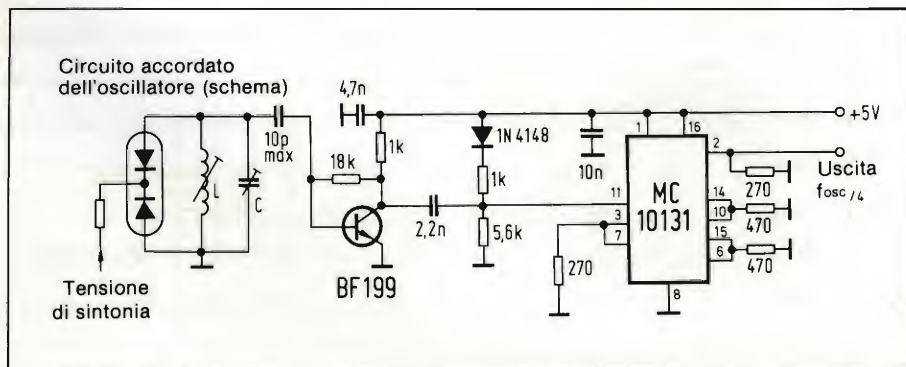 Circuito accordato
dell'oscillatore (schema)
10p
max
4,7n
18k
1k
BF199
2,2n
1N4148
1k
5,6k
10n
1
16
2
11
3
7
14
10
15
6
8
MC
10131
270
270
470
470
+5V
Uscita
fosc/4
L
C
Tensione
di sintonia